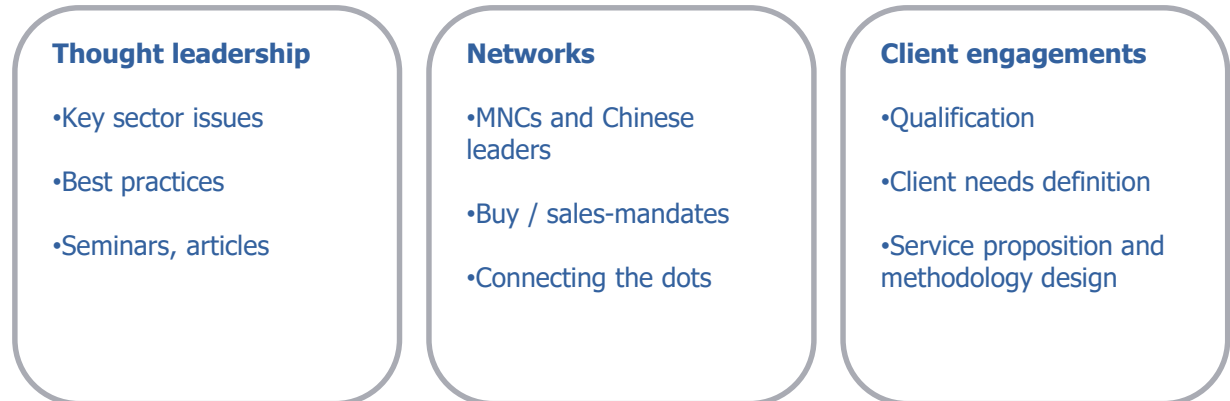 Thought leadership
•Key sector issues
•Best practices
•Seminars, articles
Networks
•MNCs and Chinese
leaders
•Buy / sales-mandates
•Connecting the dots
Client engagements
•Qualification
•Client needs definition
•Service proposition and
methodology design